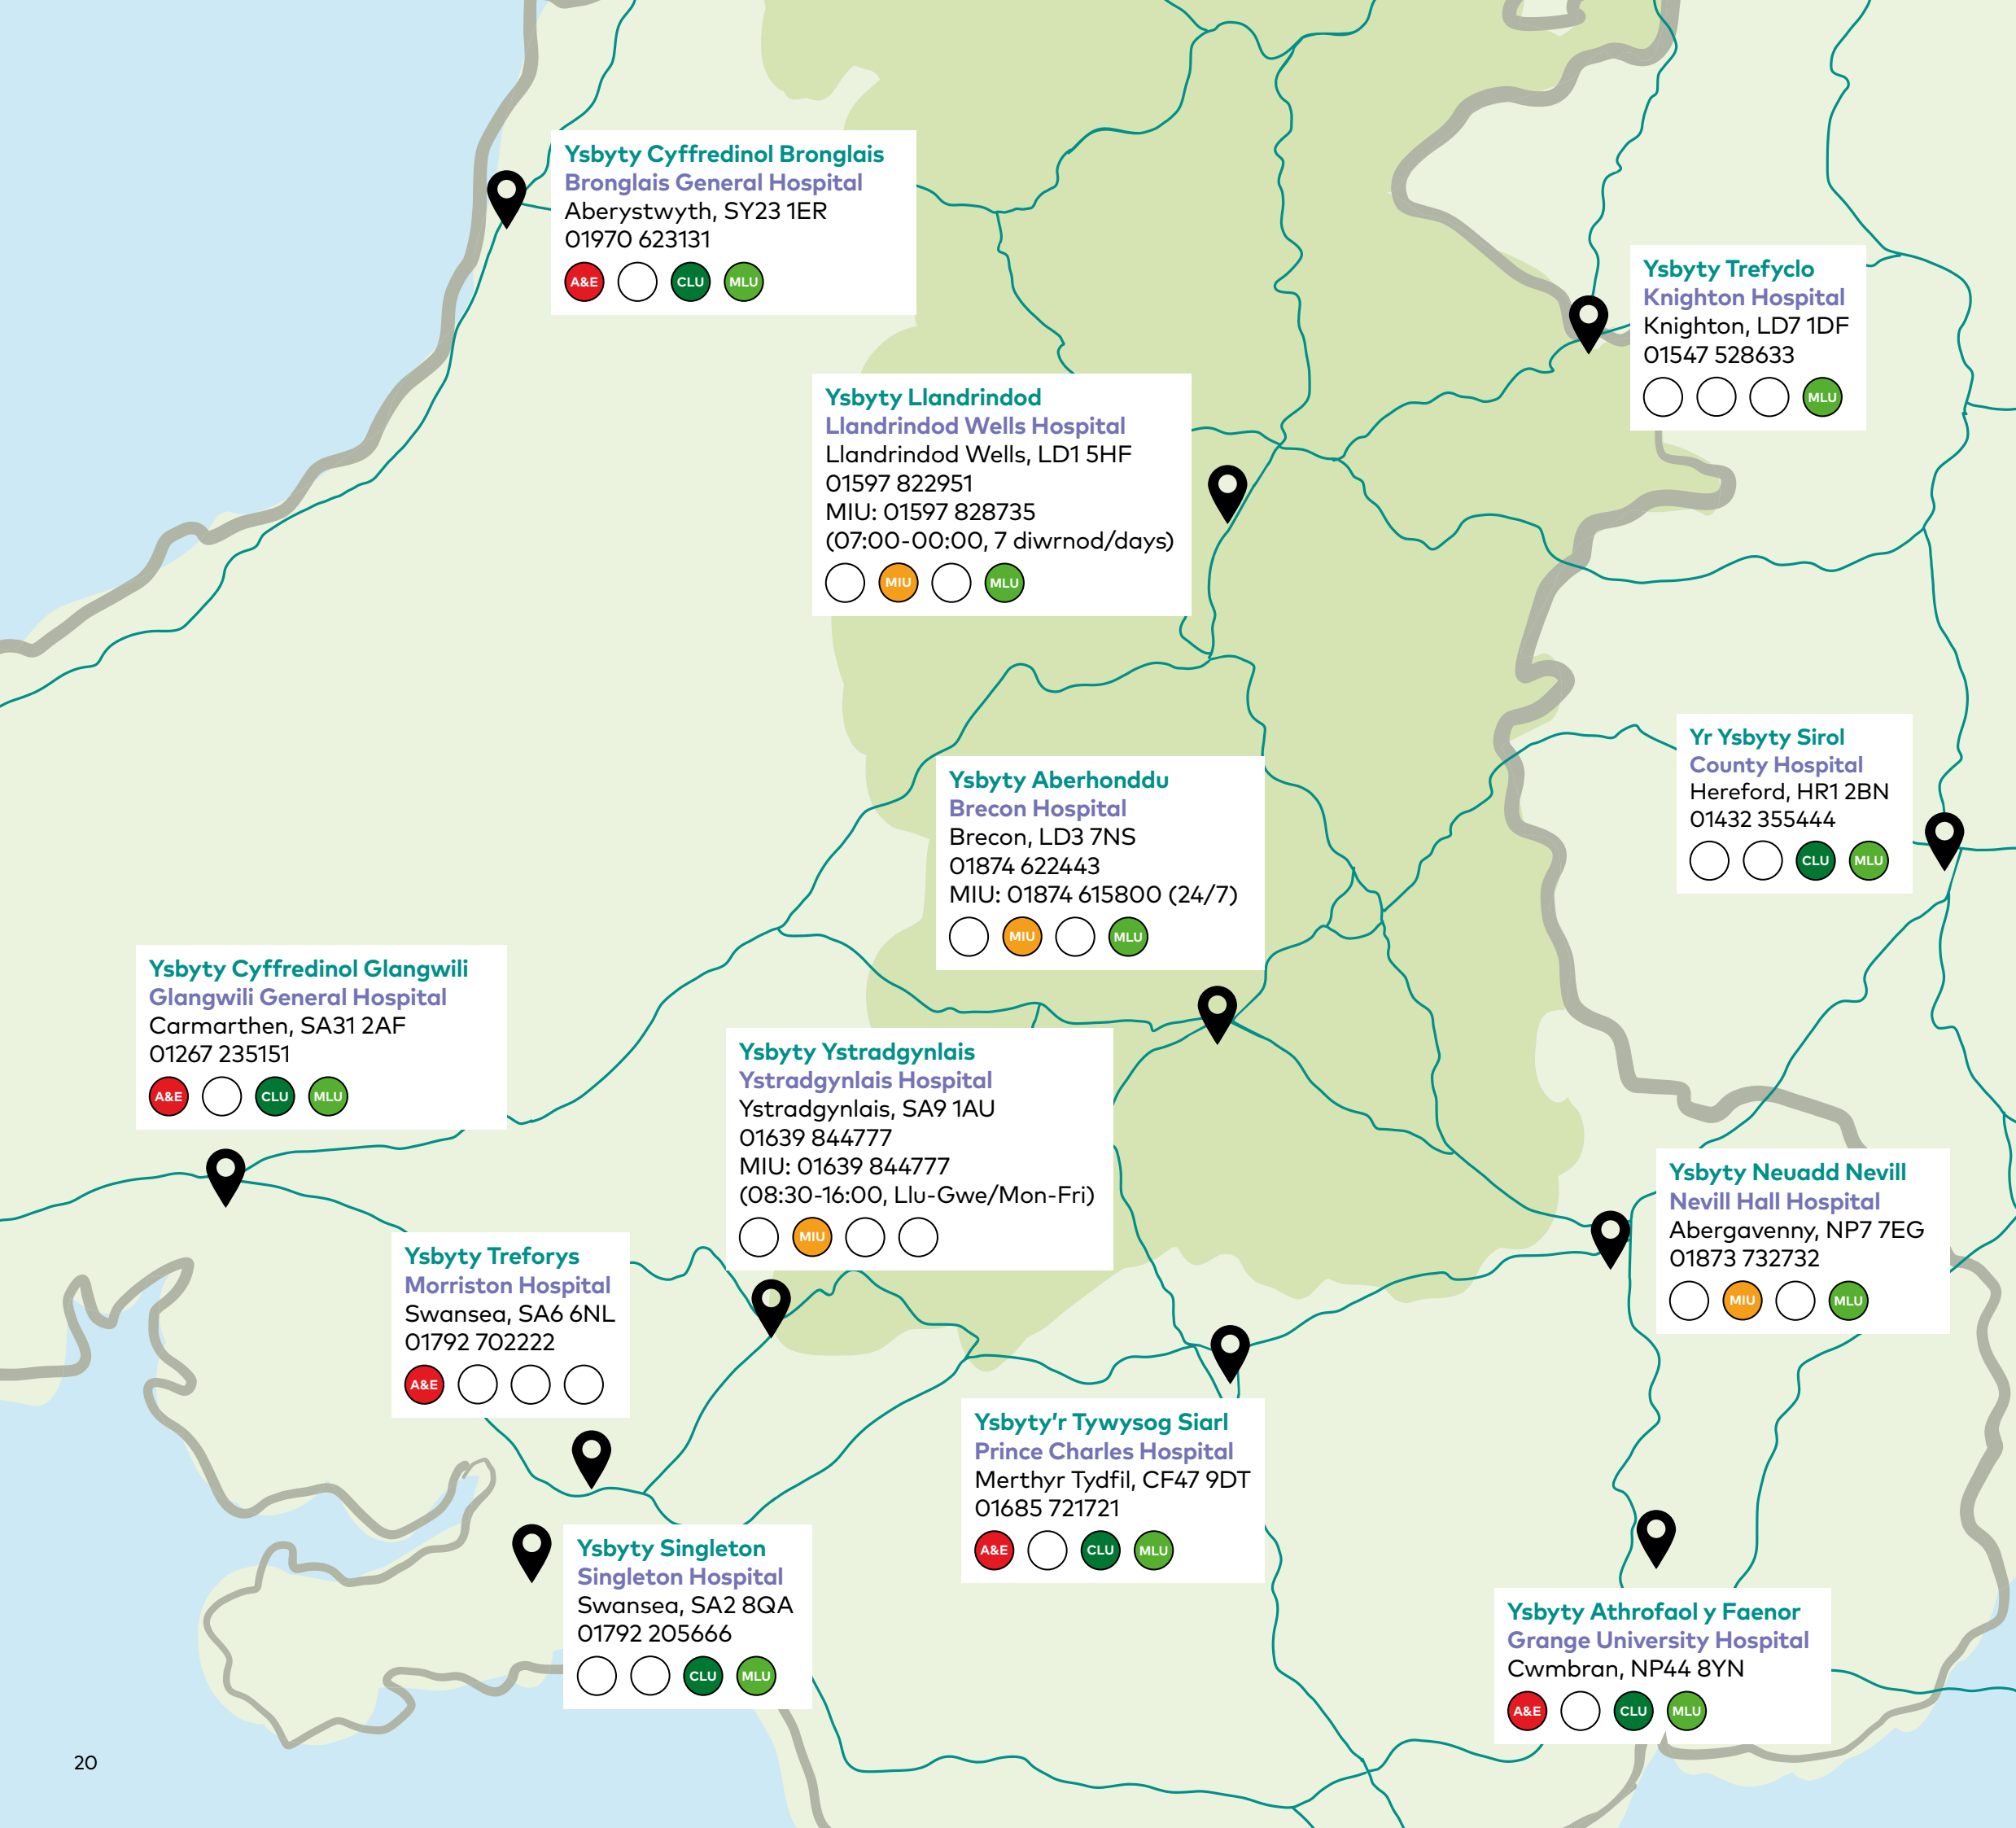 Ysbyty Cyffredinol Bronglais
Bronglais General Hospital
Aberystwyth, SY23 1ER
01970 623131
A&E CLU MLU
Ysbyty Trefyclo
Knighton Hospital
Knighton, LD7 1DF
01547 528633
MLU
Ysbyty Llandrindod
Llandrindod Wells Hospital
Llandrindod Wells, LD1 5HF
01597 822951
MIU: 01597 828735
(07:00-00:00, 7 diwrnod/days)
MIU MLU
Yr Ysbyty Sirol
County Hospital
Hereford, HR1 2BN
01432 355444
CLU MLU
Ysbyty Aberhonddu
Brecon Hospital
Brecon, LD3 7NS
01874 622443
MIU: 01874 615800 (24/7)
MIU MLU
Ysbyty Cyffredinol Glangwili
Glangwili General Hospital
Carmarthen, SA31 2AF
01267 235151
A&E CLU MLU
Ysbyty Ystradgynlais
Ystradgynlais Hospital
Ystradgynlais, SA9 1AU
01639 844777
MIU: 01639 844777
(08:30-16:00, Llu-Gwe/Mon-Fri)
MIU
Ysbyty Neuadd Nevill
Nevill Hall Hospital
Abergavenny, NP7 7EG
01873 732732
MIU MLU
Ysbyty Treforys
Morriston Hospital
Swansea, SA6 6NL
01792 702222
A&E
Ysbyty'r Tywysog Siarl
Prince Charles Hospital
Merthyr Tydfil, CF47 9DT
01685 721721
A&E CLU MLU
Ysbyty Singleton
Singleton Hospital
Swansea, SA2 8QA
01792 205666
CLU MLU
Ysbyty Athrofaol y Faenor
Grange University Hospital
Cwmbran, NP44 8YN
A&E CLU MLU
20